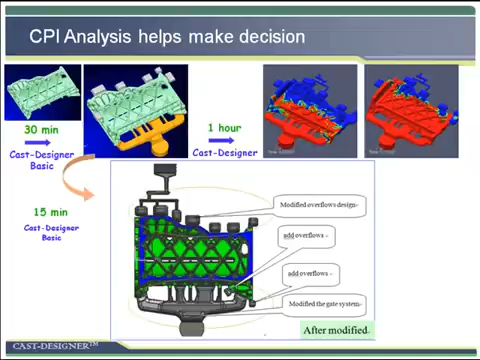 CPI Analysis helps make decision
30 min
Cast-Designer
Basic
1 hour
Cast-Designer
15 min
Cast-Designer
Basic
Modified overflows design
add overflows
add overflows
Modified the gate system
After modified
CAST-DESIGNER™